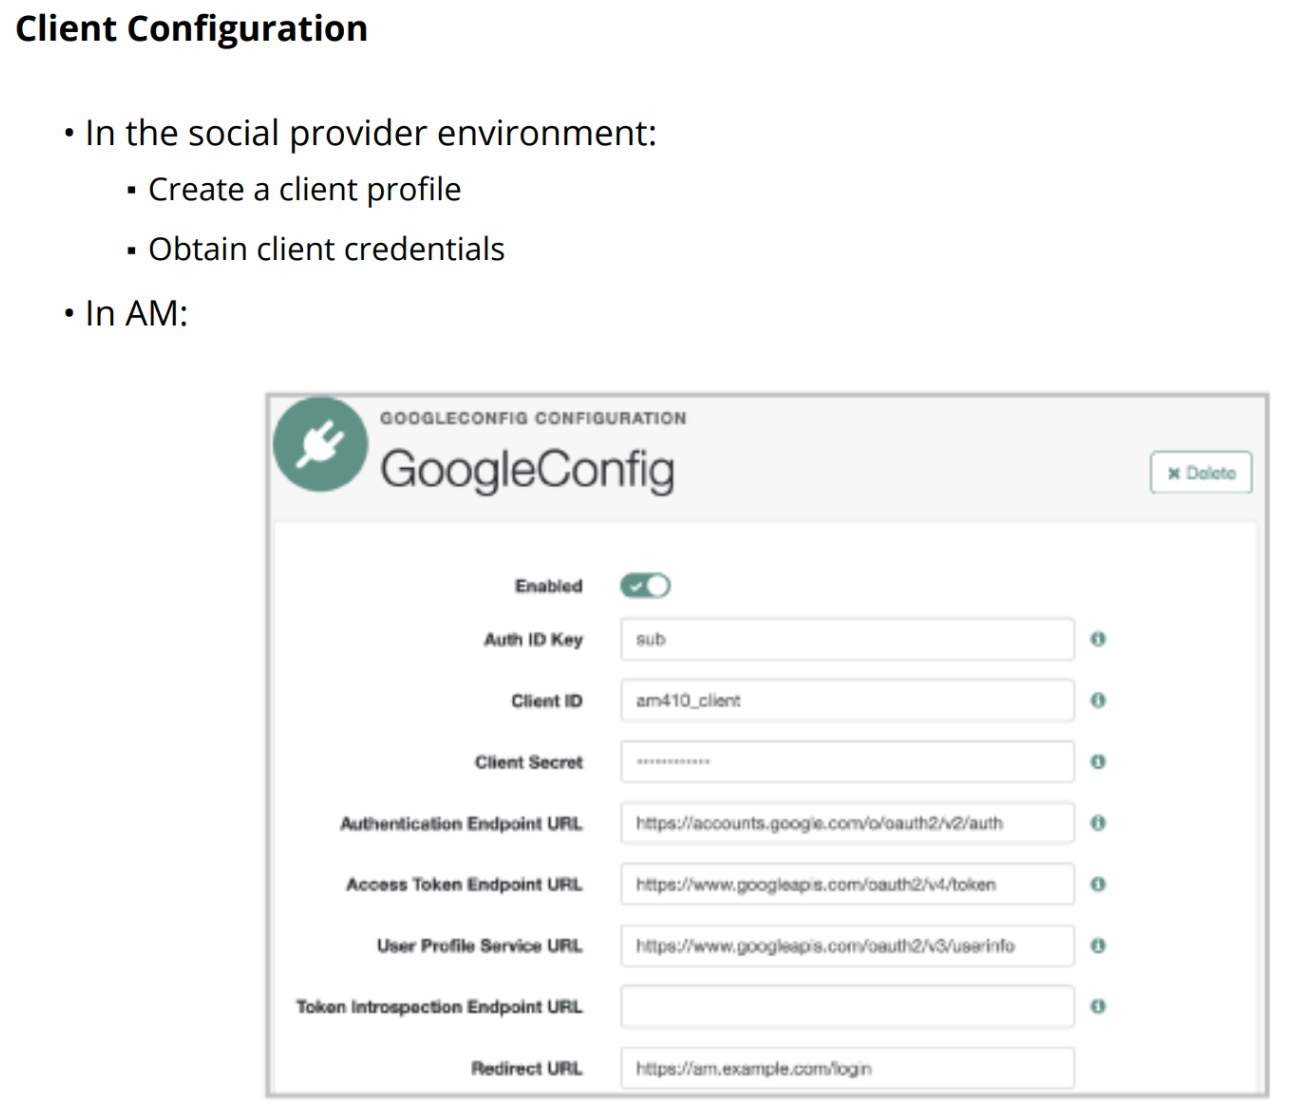 Client Configuration
• In the social provider environment:
▪ Create a client profile
▪ Obtain client credentials
• In AM:
GOOGLECONFIG CONFIGURATION
GoogleConfig
✖ Delete
Enabled
Auth ID Key sub
Client ID am410_client
Client Secret ••••••••••••
Authentication Endpoint URL https://accounts.google.com/o/oauth2/v2/auth
Access Token Endpoint URL https://www.googleapis.com/oauth2/v4/token
User Profile Service URL https://www.googleapis.com/oauth2/v3/userinfo
Token Introspection Endpoint URL
Redirect URL https://am.example.com/login